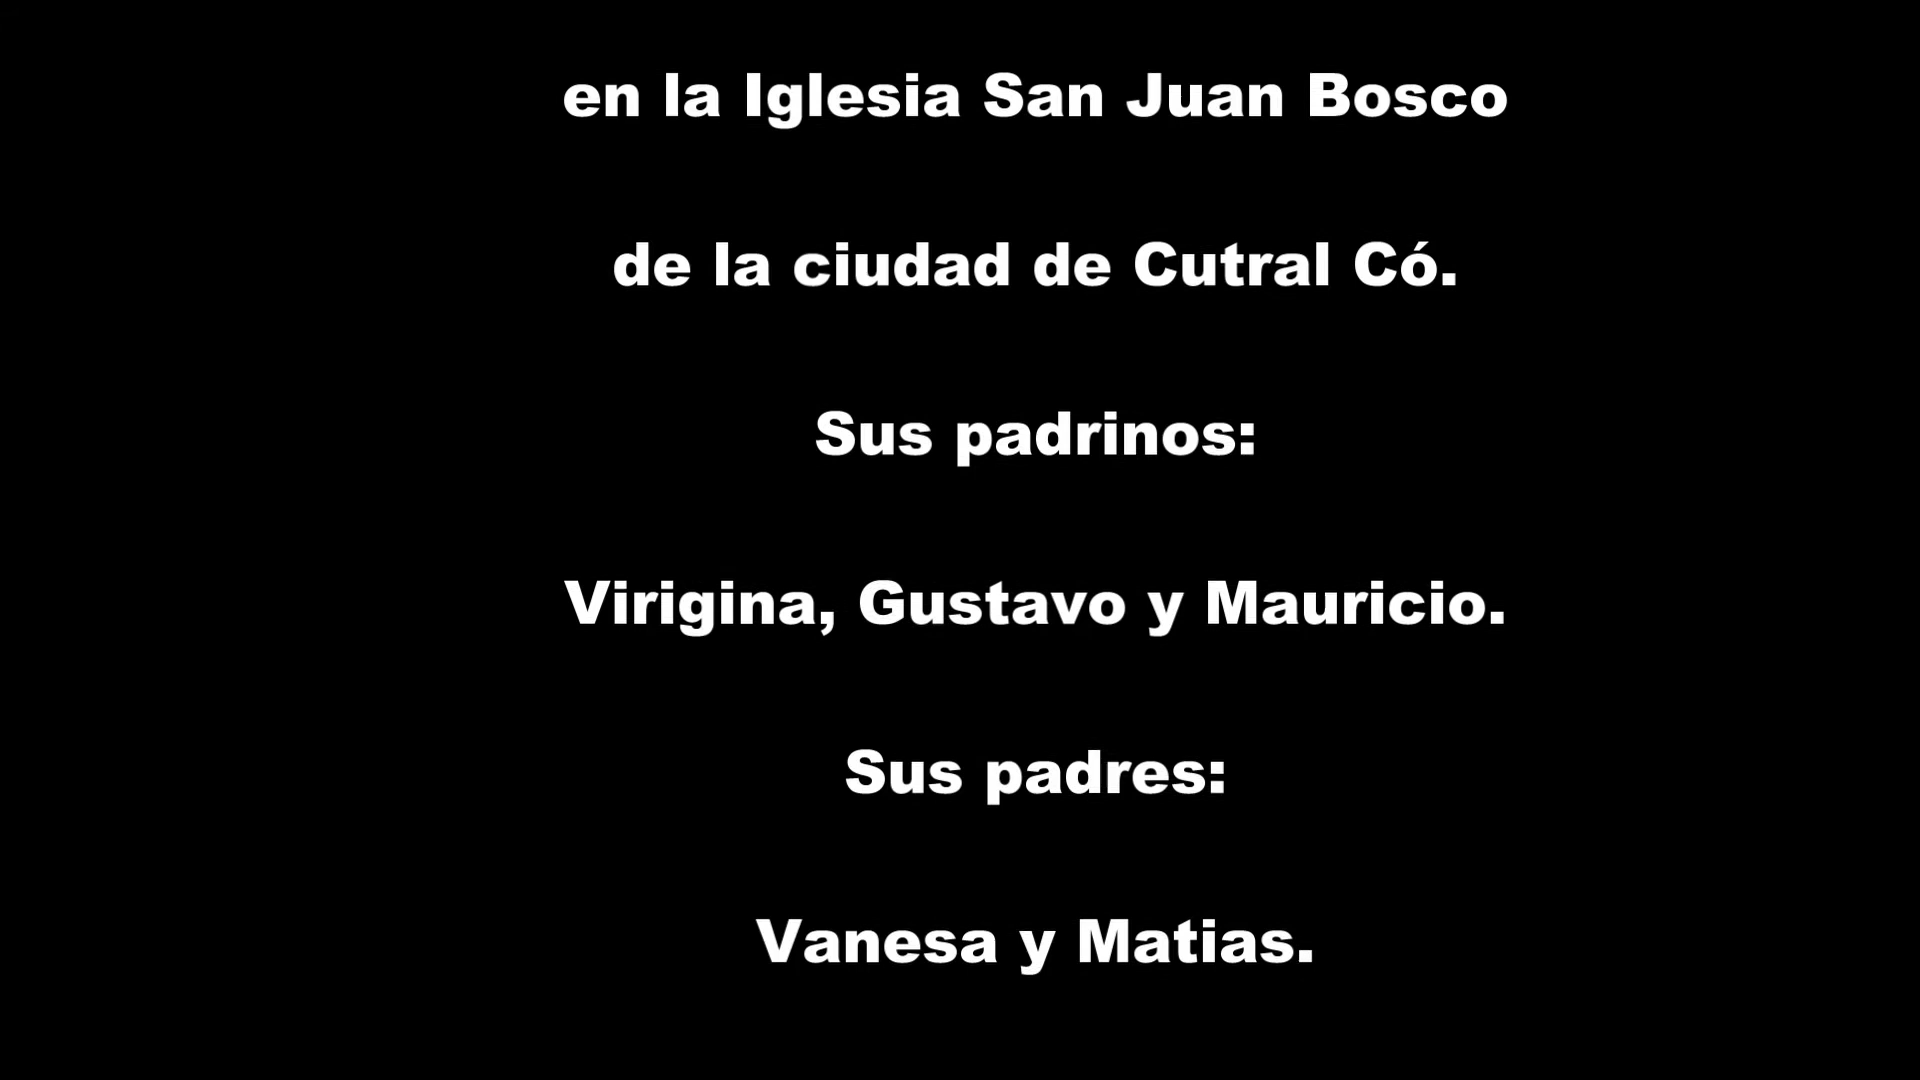 en la Iglesia San Juan Bosco
de la ciudad de Cutral Có.
Sus padrinos:
Virigina, Gustavo y Mauricio.
Sus padres:
Vanesa y Matias.